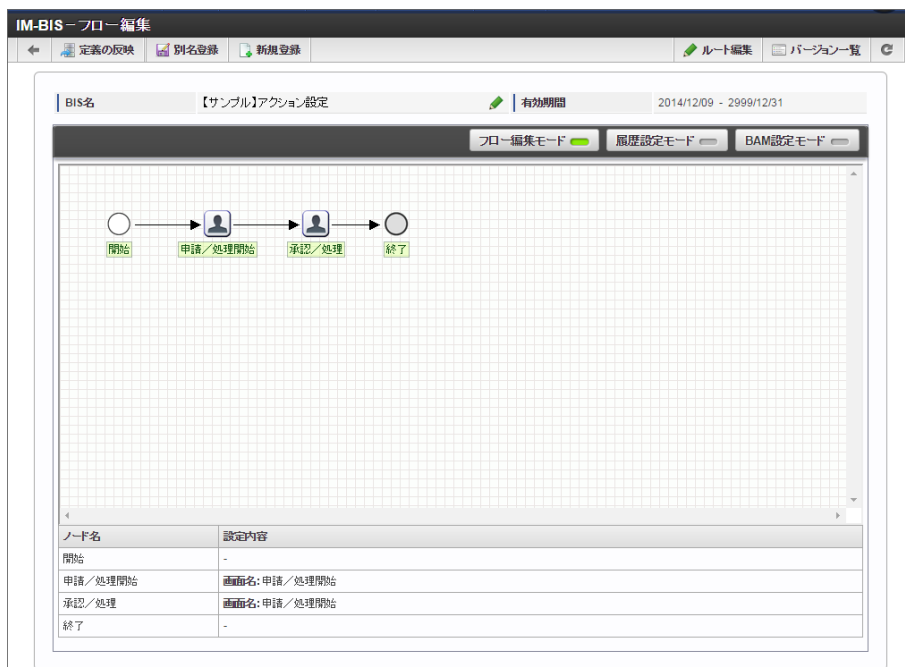 IM-BIS－フロー編集
定義の反映 別名登録 新規登録 ルート編集 バージョン一覧
BIS名 【サンプル】アクション設定 有効期間 2014/12/09 - 2999/12/31
フロー編集モード 履歴設定モード BAM設定モード
開始 申請／処理開始 承認／処理 終了
ノード名 設定内容
開始 -
申請／処理開始 画面名: 申請／処理開始
承認／処理 画面名: 申請／処理開始
終了 -